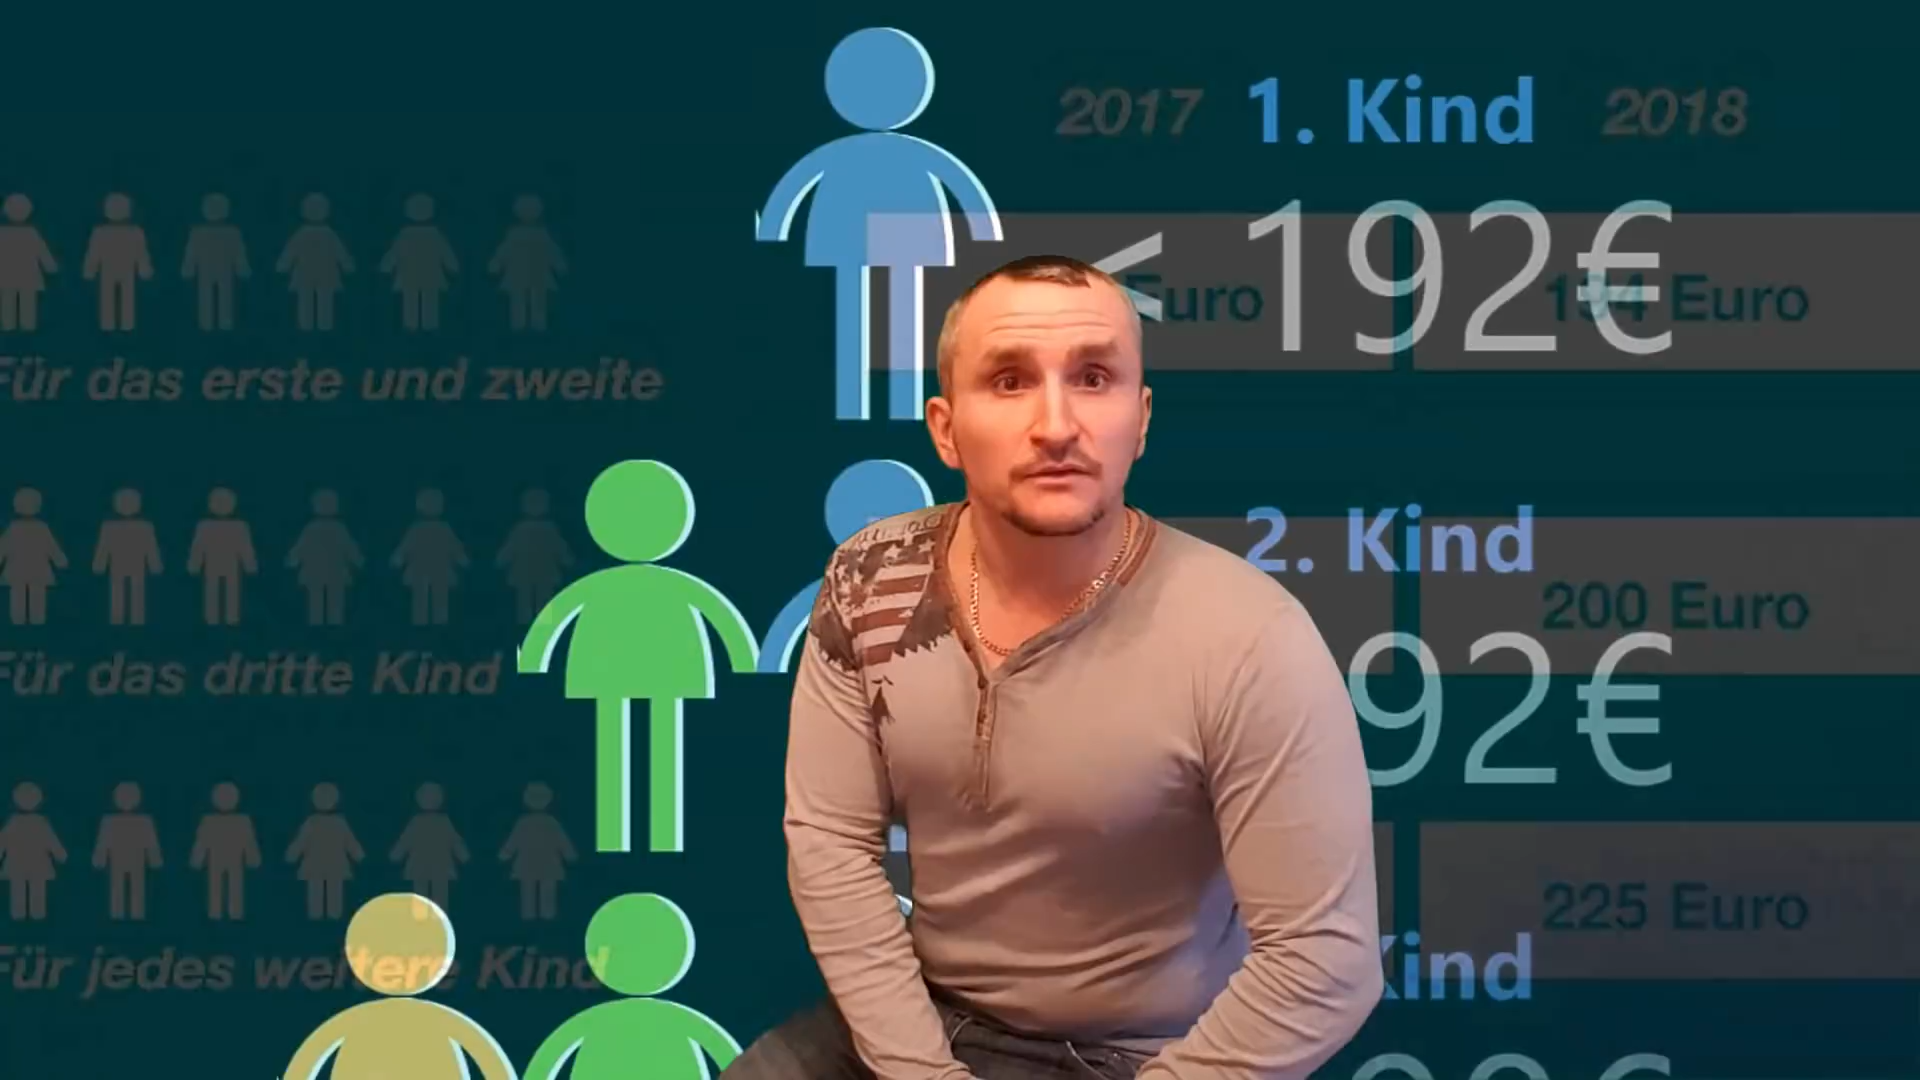 2017 1. Kind 2018
< 192€
Euro 194 Euro
Für das erste und zweite
2. Kind
200 Euro
92€
Für das dritte Kind
225 Euro
Für jedes weitere Kind
Kind